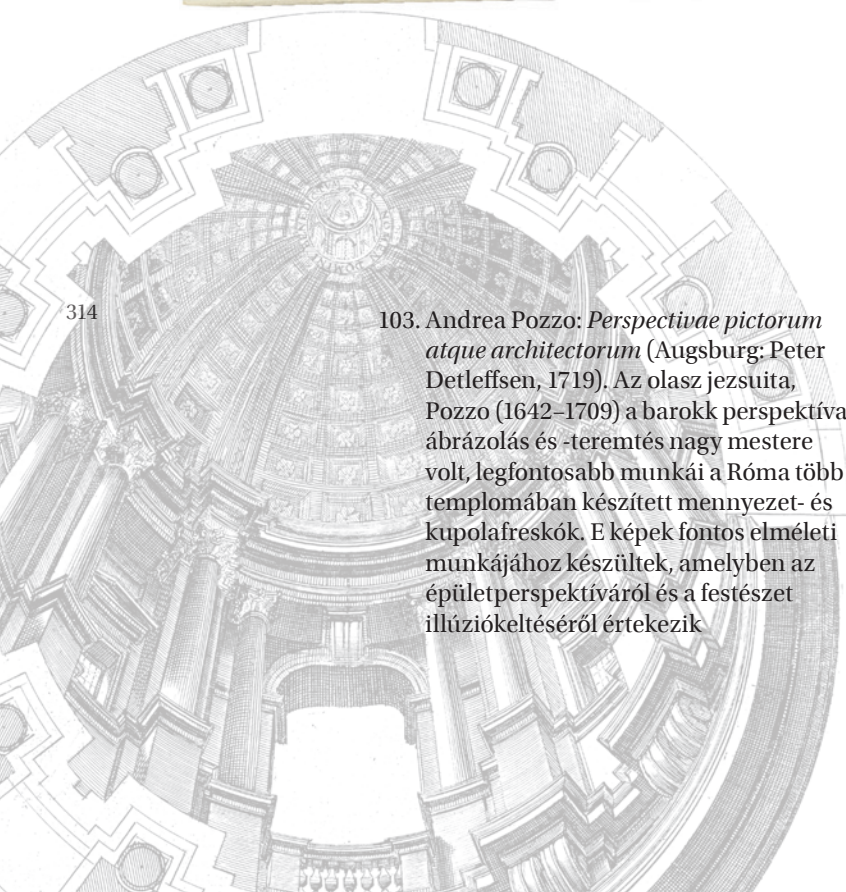 314
103. Andrea Pozzo: Perspectivae pictorum
atque architectorum (Augsburg: Peter
Detleffsen, 1719). Az olasz jezsuita,
Pozzo (1642–1709) a barokk perspektíva
ábrázolás és -teremtés nagy mestere
volt, legfontosabb munkái a Róma több
templomában készített mennyezet- és
kupolafreskók. E képek fontos elméleti
munkájához készültek, amelyben az
épületperspektíváról és a festészet
illúziókeltéséről értekezik